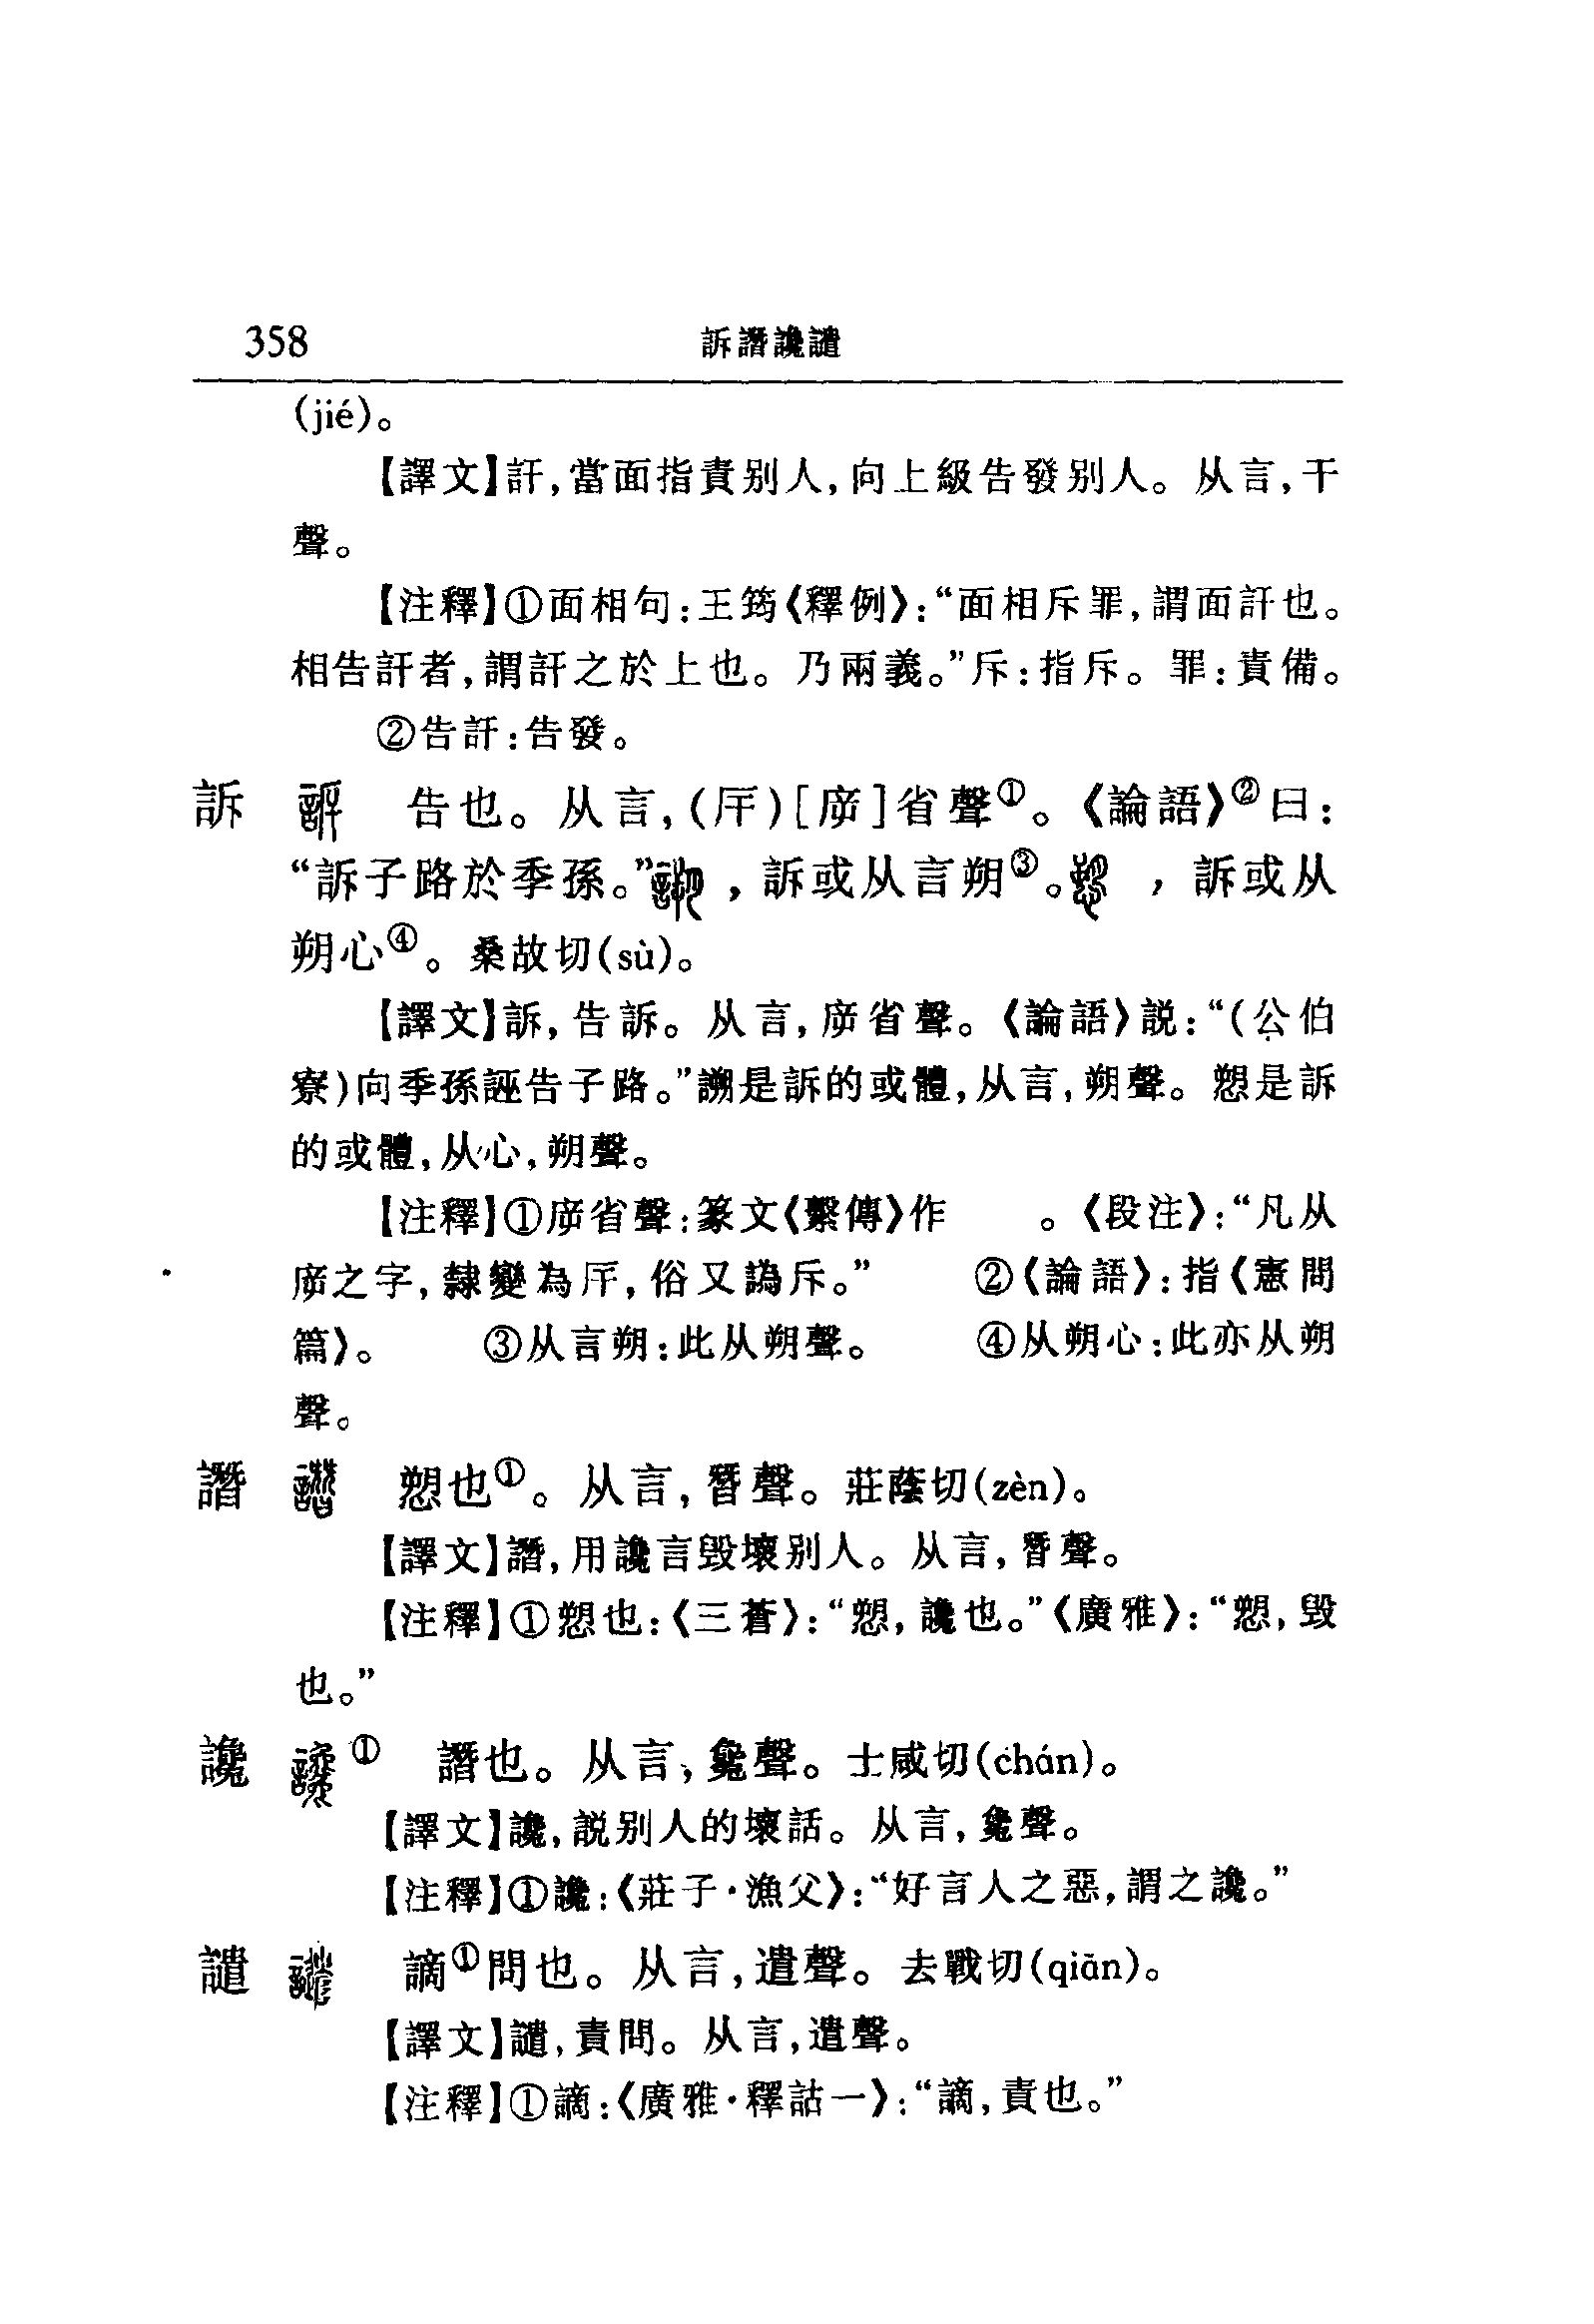 358 訴譖讒譴
(jié)。
【譯文】訐,當面指責别人,向上級告發别人。从言,干
聲。
【注釋】①面相句:王筠《釋例》:“面相斥罪,謂面訐也。
相告訐者,謂訐之於上也。乃兩義。”斥:指斥。罪:責備。
②告訐:告發。
訴 告也。从言,(厈)[㡿]省聲①。《論語》②曰:
“訴子路於季孫。” ,訴或从言朔③。 ,訴或从
朔心④。桑故切(sù)。
【譯文】訴,告訴。从言,㡿省聲。《論語》説:“(公伯
寮)向季孫誣告子路。”謝是訴的或體,从言,朔聲。愬是訴
的或體,从心,朔聲。
【注釋】①㡿省聲:篆文《繫傳》作 。《段注》:“凡从
㡿之字,隸變為厈,俗又譌斥。” ②《論語》:指《憲問
篇》。 ③从言朔:此从朔聲。 ④从朔心:此亦从朔
聲。
譖 愬也①。从言,朁聲。莊蔭切(zèn)。
【譯文】譖,用讒言毁壞别人。从言,朁聲。
【注釋】①愬也:《三蒼》:“愬,讒也。”《廣雅》:“愬,毁
也。”
讒 ① 譖也。从言,毚聲。士咸切(chán)。
【譯文】讒,説别人的壞話。从言,毚聲。
【注釋】①讒:《莊子·漁父》:“好言人之惡,謂之讒。”
譴 謫①問也。从言,遣聲。去戰切(qiān)。
【譯文】譴,責問。从言,遣聲。
【注釋】①謫:《廣雅·釋詁一》:“謫,責也。”